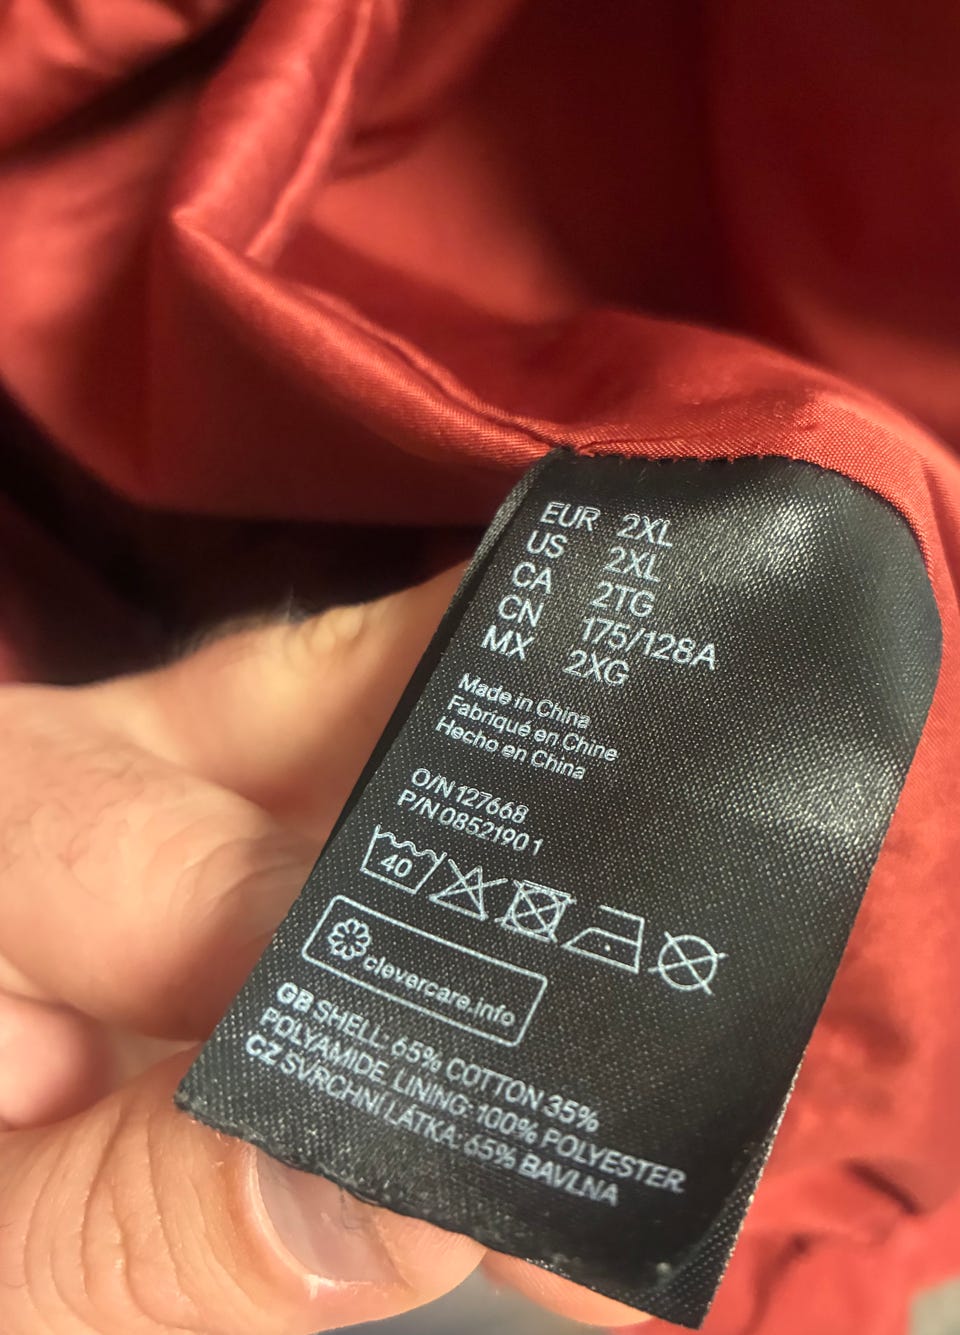 EUR 2XL
US 2XL
CA 2TG
CN 175/128A
MX 2XG
Made in China
Fabriqué en Chine
Hecho en China
O/N 127668
P/N 0852190 1
40
clevercare.info
GB SHELL: 65% COTTON 35%
POLYAMIDE. LINING: 100% POLYESTER.
CZ SVRCHNÍ LÁTKA: 65% BAVLNA